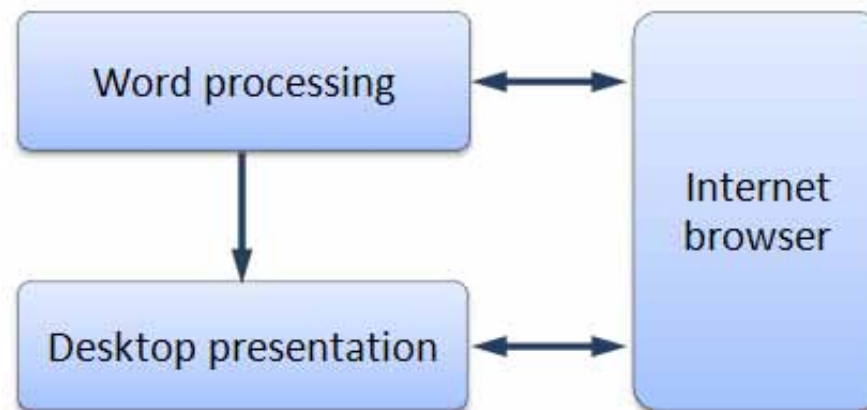 Word processing
Internet
browser
Desktop presentation